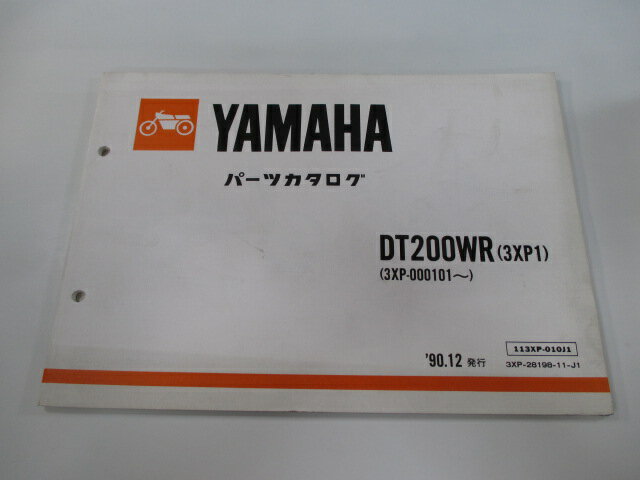 YAMAHA
パーツカタログ
DT200WR (3XP1)
(3XP-000101～)
113XP-010J1
'90.12 発行
3XP-28198-11-J1